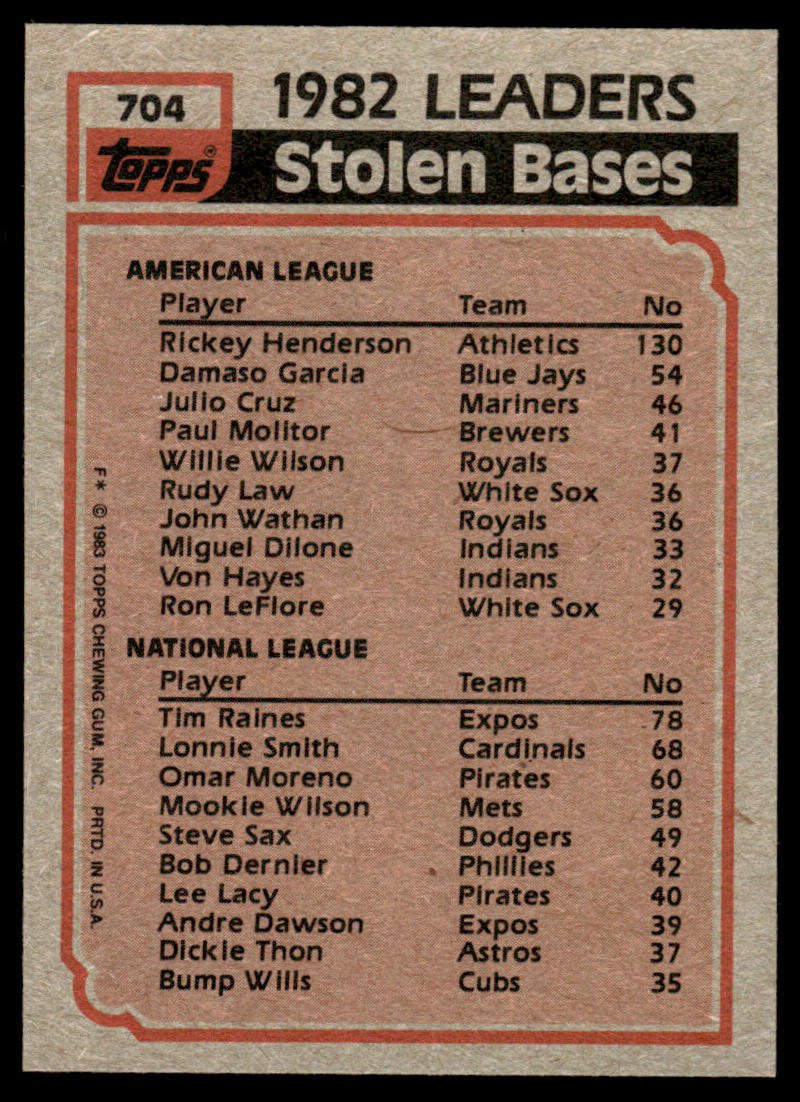 704
1982 LEADERS
topps®
Stolen Bases
AMERICAN LEAGUE
Player Team No
Rickey Henderson Athletics 130
Damaso Garcia Blue Jays 54
Julio Cruz Mariners 46
Paul Molitor Brewers 41
Willie Wilson Royals 37
Rudy Law White Sox 36
John Wathan Royals 36
Miguel Dilone Indians 33
Von Hayes Indians 32
Ron LeFlore White Sox 29
NATIONAL LEAGUE
Player Team No
Tim Raines Expos 78
Lonnie Smith Cardinals 68
Omar Moreno Pirates 60
Mookie Wilson Mets 58
Steve Sax Dodgers 49
Bob Dernier Phillies 42
Lee Lacy Pirates 40
Andre Dawson Expos 39
Dickie Thon Astros 37
Bump Wills Cubs 35
F* © 1983 TOPPS CHEWING GUM, INC. PRTD. IN U.S.A.